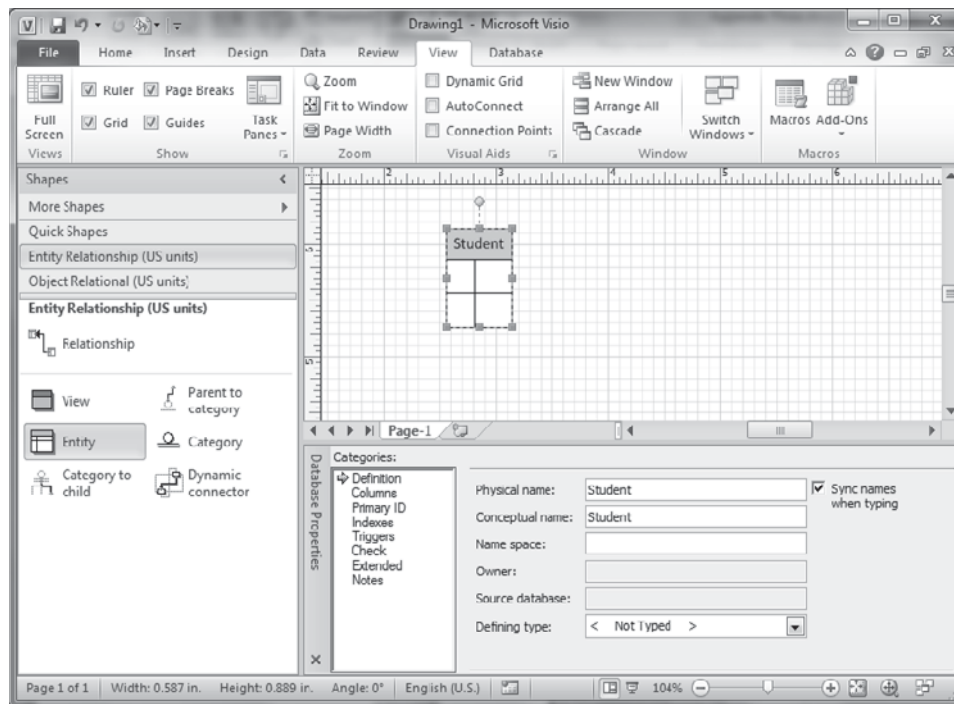 Drawing1 - Microsoft Visio
File Home Insert Design Data Review View Database
Full Screen
Ruler
Page Breaks
Grid
Guides
Task Panes
Zoom
Fit to Window
Page Width
Dynamic Grid
AutoConnect
Connection Points
New Window
Arrange All
Cascade
Switch Windows
Macros
Add-Ons
Views
Show
Zoom
Visual Aids
Window
Macros
Shapes
More Shapes
Quick Shapes
Entity Relationship (US units)
Object Relational (US units)
Entity Relationship (US units)
Relationship
View
Parent to category
Entity
Category
Category to child
Dynamic connector
2 3 4 5 6
Student
Page-1
Database Properties
Categories:
Definition
Columns
Primary ID
Indexes
Triggers
Check
Extended
Notes
Physical name: Student
Sync names when typing
Conceptual name: Student
Name space:
Owner:
Source database:
Defining type: < Not Typed >
Page 1 of 1 Width: 0.587 in. Height: 0.889 in. Angle: 0° English (U.S.) 104%